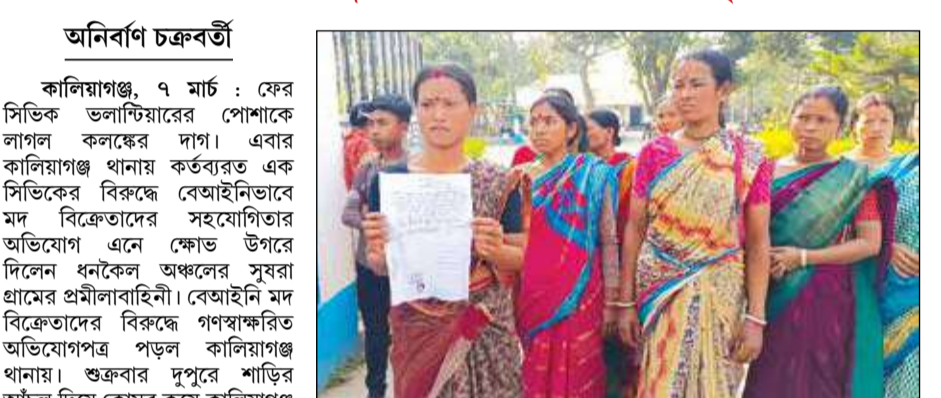 অনির্বাণ চক্রবর্তী
কালিয়াগঞ্জ, ৭ মার্চ : ফের
সিভিক ভলান্টিয়ারের পোশাকে
লাগল কলঙ্কের দাগ। এবার
কালিয়াগঞ্জ থানায় কর্তব্যরত এক
সিভিকের বিরুদ্ধে বেআইনিভাবে
মদ বিক্রেতাদের সহযোগিতার
অভিযোগ এনে ক্ষোভ উগরে
দিলেন ধনকৈল অঞ্চলের সুষরা
গ্রামের প্রমীলাবাহিনী। বেআইনি মদ
বিক্রেতাদের বিরুদ্ধে গণস্বাক্ষরিত
অভিযোগপত্র পড়ল কালিয়াগঞ্জ
থানায়। শুক্রবার দুপুরে শাড়ির